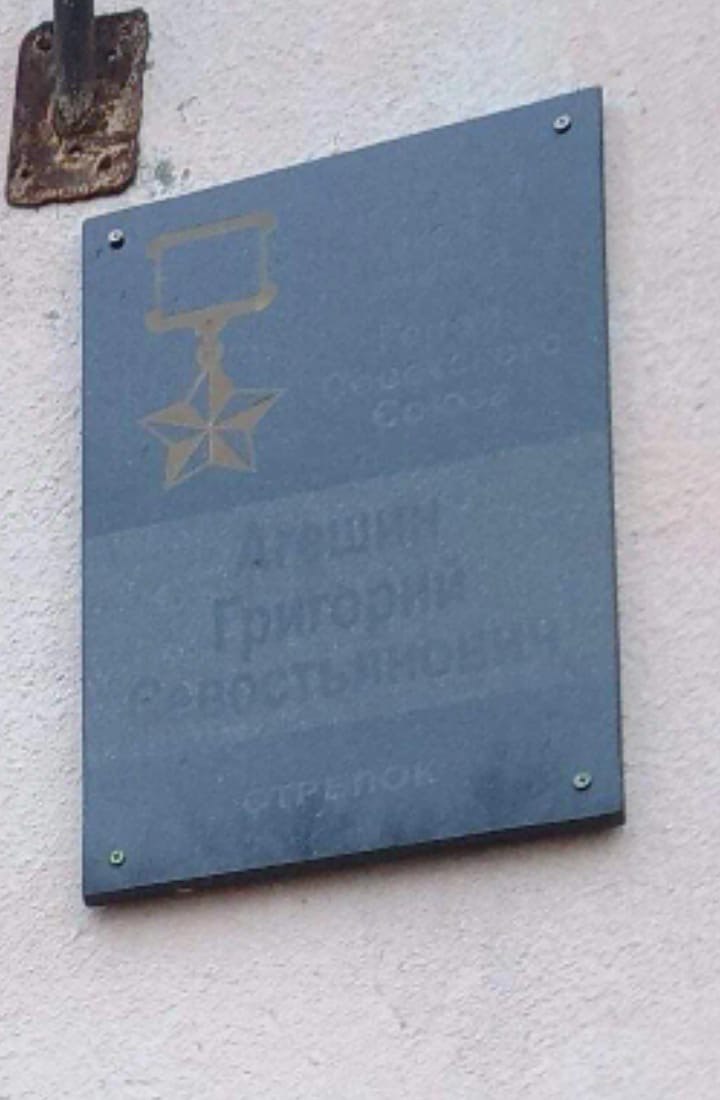 Герой
Советского
Союза
Агешин
Григорий
Севостьянович
СТРЕЛОК